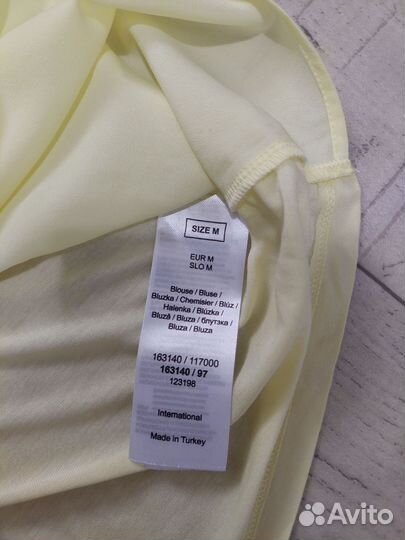 SIZE M
EUR M
SLO M
Blouse / Bluse /
Bluzka / Chemisier / Blúz /
Halenka / Blúzka /
Bluză / Bluza / блузка /
Bluza / Bluza
163140 / 117000
163140 / 97
123198
International
Made in Turkey
Avito